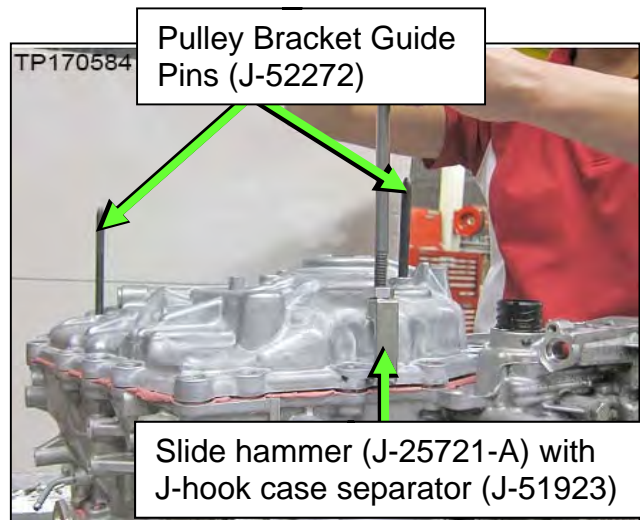 Pulley Bracket Guide
Pins (J-52272)
TP170584
Slide hammer (J-25721-A) with
J-hook case separator (J-51923)